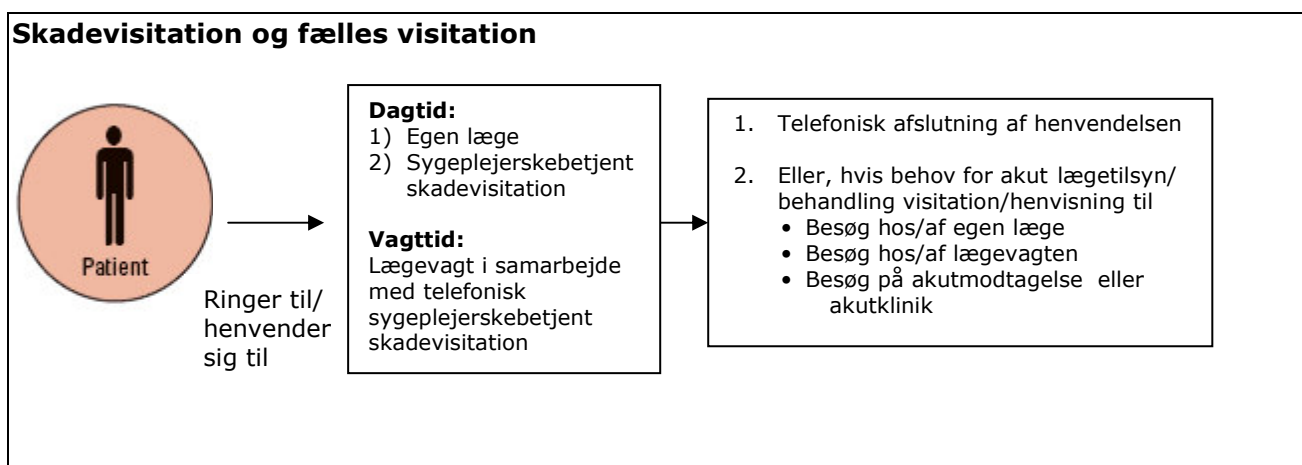 Skadevisitation og fælles visitation
Patient
Ringer til/
henvender
sig til
Dagtid:
1) Egen læge
2) Sygeplejerskebetjent
skadevisitation
Vagttid:
Lægevagt i samarbejde
med telefonisk
sygeplejerskebetjent
skadevisitation
1. Telefonisk afslutning af henvendelsen
2. Eller, hvis behov for akut lægetilsyn/
behandling visitation/henvisning til
• Besøg hos/af egen læge
• Besøg hos/af lægevagten
• Besøg på akutmodtagelse eller
akutklinik